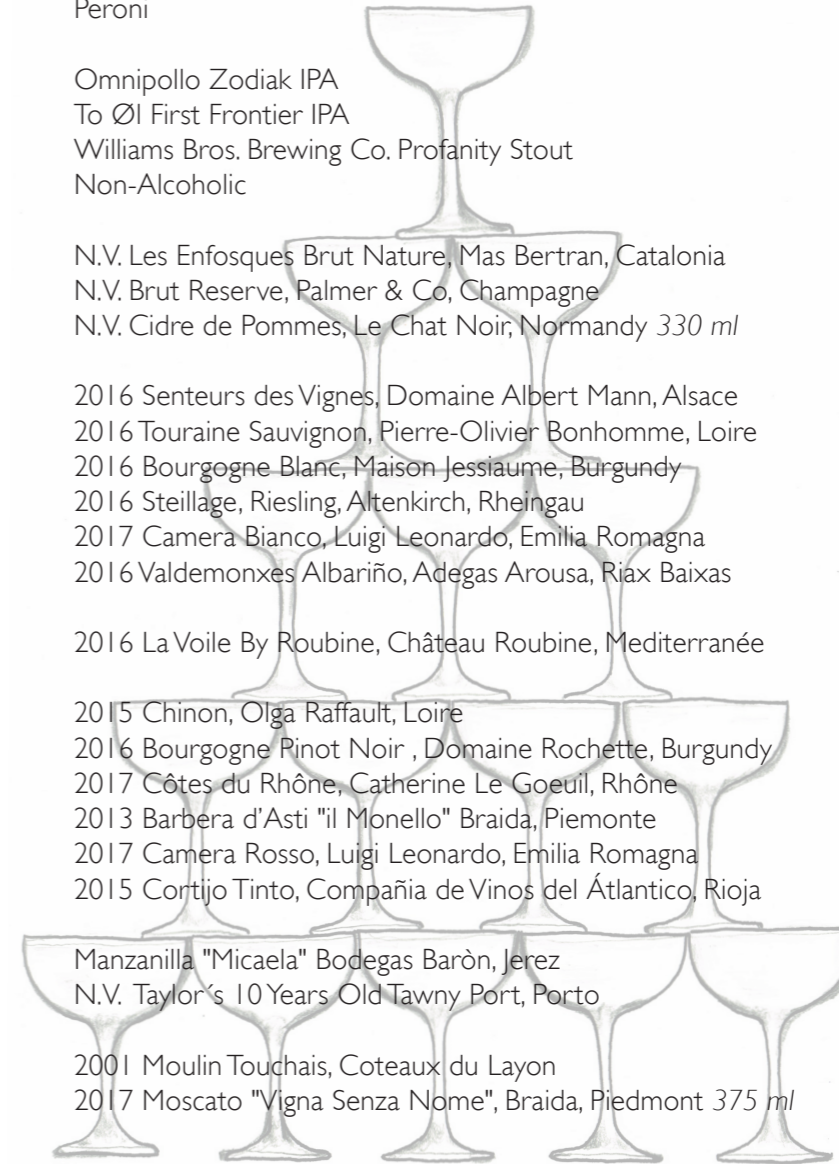 Peroni
Omnipollo Zodiak IPA
To Øl First Frontier IPA
Williams Bros. Brewing Co. Profanity Stout
Non-Alcoholic
N.V. Les Enfosques Brut Nature, Mas Bertran, Catalonia
N.V. Brut Reserve, Palmer & Co, Champagne
N.V. Cidre de Pommes, Le Chat Noir, Normandy 330 ml
2016 Senteurs des Vignes, Domaine Albert Mann, Alsace
2016 Touraine Sauvignon, Pierre-Olivier Bonhomme, Loire
2016 Bourgogne Blanc, Maison Jessiaume, Burgundy
2016 Steillage, Riesling, Altenkirch, Rheingau
2017 Camera Bianco, Luigi Leonardo, Emilia Romagna
2016 Valdemonxes Albariño, Adegas Arousa, Riax Baixas
2016 La Voile By Roubine, Château Roubine, Mediterranée
2015 Chinon, Olga Raffault, Loire
2016 Bourgogne Pinot Noir , Domaine Rochette, Burgundy
2017 Côtes du Rhône, Catherine Le Goeuil, Rhône
2013 Barbera d’Asti "il Monello" Braida, Piemonte
2017 Camera Rosso, Luigi Leonardo, Emilia Romagna
2015 Cortijo Tinto, Compañia de Vinos del Átlantico, Rioja
Manzanilla "Micaela" Bodegas Baròn, Jerez
N.V. Taylor´s 10 Years Old Tawny Port, Porto
2001 Moulin Touchais, Coteaux du Layon
2017 Moscato "Vigna Senza Nome", Braida, Piedmont 375 ml